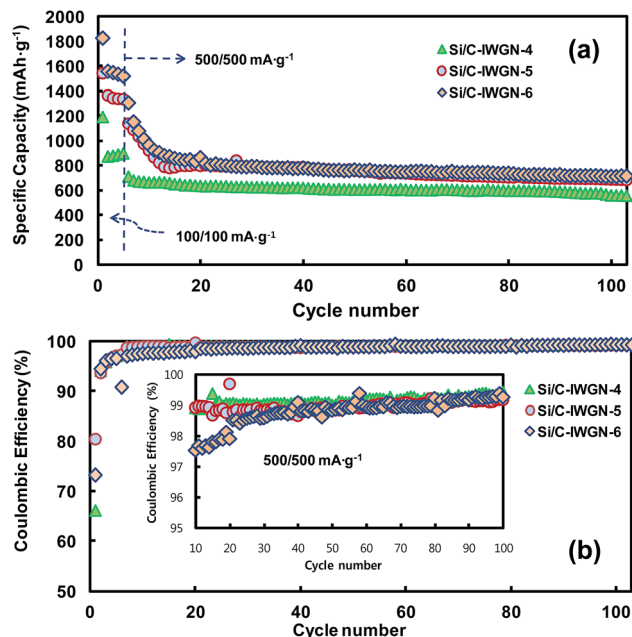 2000
1800
1600
1400
1200
1000
800
600
400
200
0
Specific Capacity (mAh·g⁻¹)
500/500 mA·g⁻¹
100/100 mA·g⁻¹
Si/C-IWGN-4
Si/C-IWGN-5
Si/C-IWGN-6
(a)
0 20 40 60 80 100
Cycle number
100
90
80
70
60
50
Coulombic Efficiency (%)
Si/C-IWGN-4
Si/C-IWGN-5
Si/C-IWGN-6
100
99
98
97
96
95
Coulombic Efficiency (%)
500/500 mA·g⁻¹
10 20 30 40 50 60 70 80 90 100
Cycle number
(b)
0 20 40 60 80 100
Cycle number